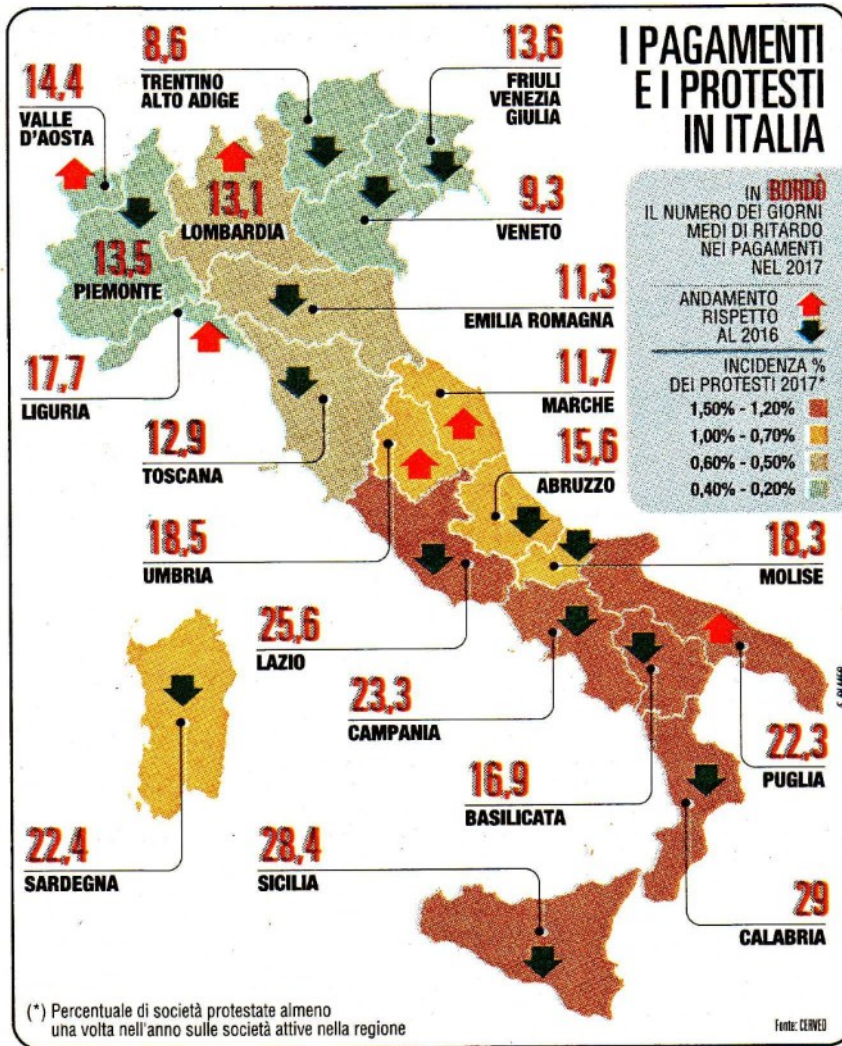 I PAGAMENTI
E I PROTESTI
IN ITALIA
IN BORDÒ
IL NUMERO DEI GIORNI
MEDI DI RITARDO
NEI PAGAMENTI
NEL 2017
ANDAMENTO
RISPETTO
AL 2016
INCIDENZA %
DEI PROTESTI 2017*
1,50% - 1,20%
1,00% - 0,70%
0,60% - 0,50%
0,40% - 0,20%
14,4
VALLE
D'AOSTA
8,6
TRENTINO
ALTO ADIGE
13,6
FRIULI
VENEZIA
GIULIA
13,1
LOMBARDIA
9,3
VENETO
13,5
PIEMONTE
11,3
EMILIA ROMAGNA
17,7
LIGURIA
11,7
MARCHE
12,9
TOSCANA
15,6
ABRUZZO
18,5
UMBRIA
18,3
MOLISE
25,6
LAZIO
23,3
CAMPANIA
22,3
PUGLIA
16,9
BASILICATA
22,4
SARDEGNA
28,4
SICILIA
29
CALABRIA
(*) Percentuale di società protestate almeno
una volta nell'anno sulle società attive nella regione
Fonte: CERVED